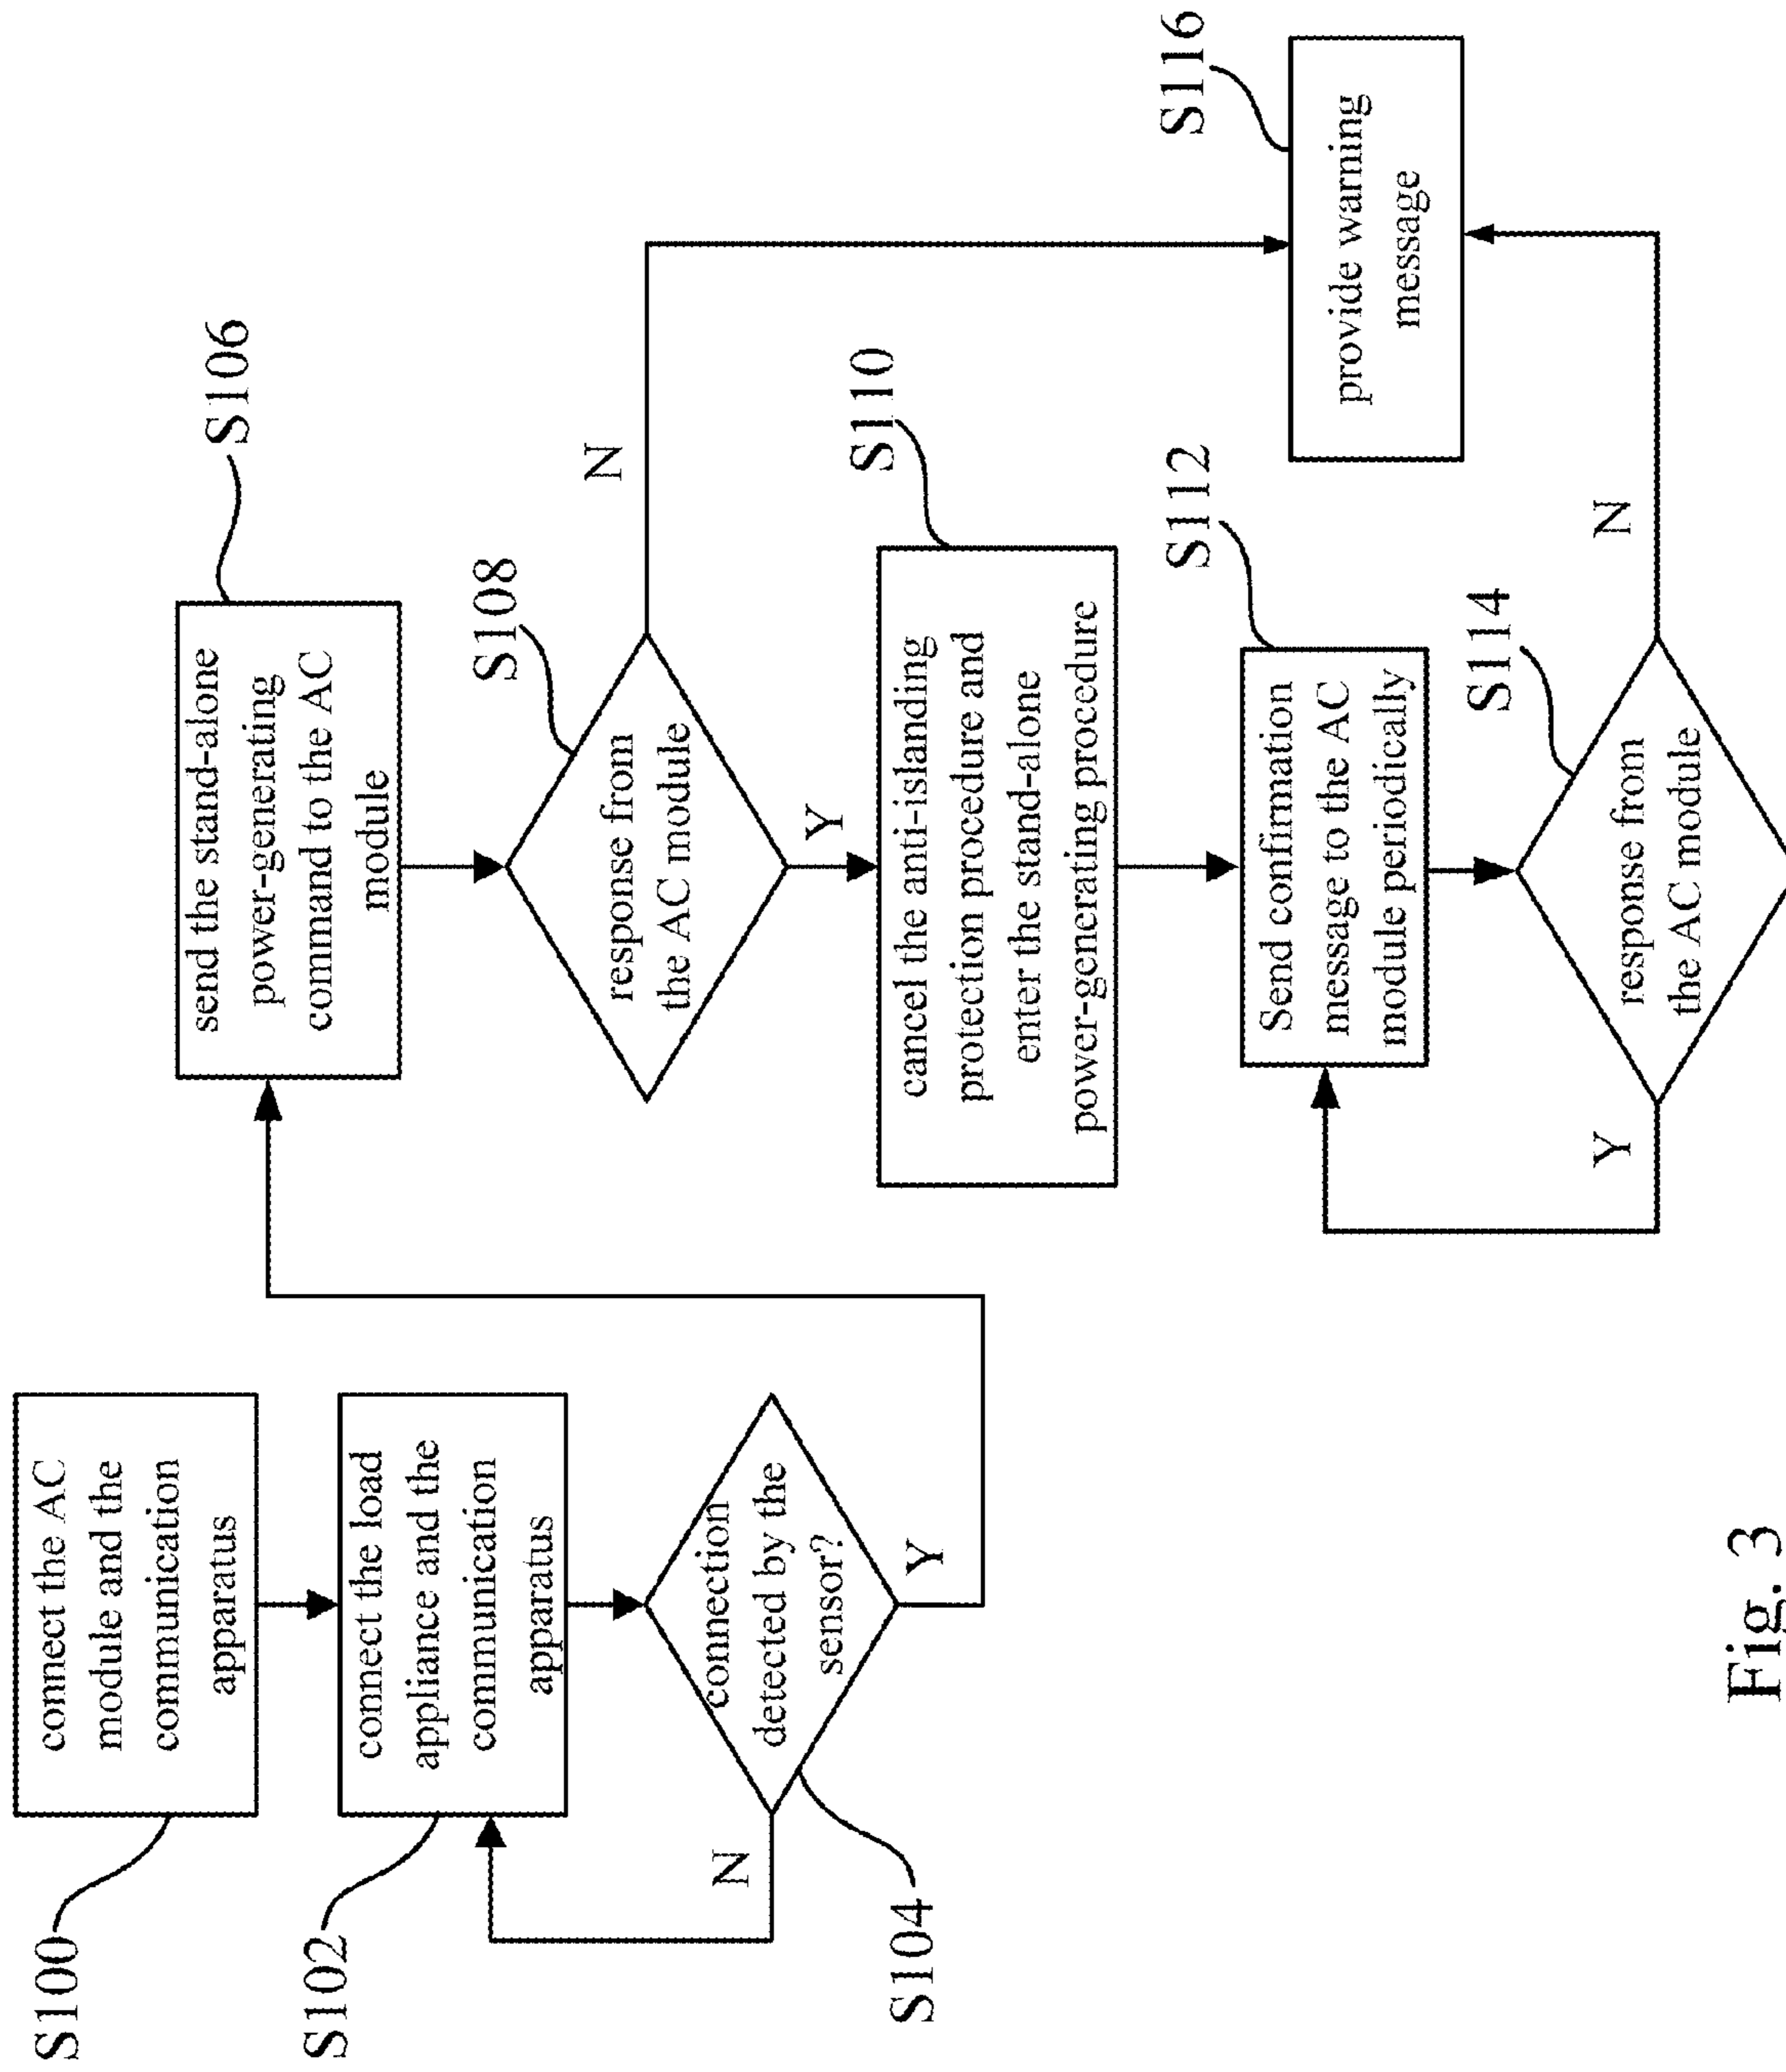 S100
connect the AC
module and the
communication
apparatus
S102
connect the load
appliance and the
communication
apparatus
S104
connection
detected by the
sensor?
N
Y
S106
send the stand-alone
power-generating
command to the AC
module
S108
response from
the AC module
N
Y
S110
cancel the anti-islanding
protection procedure and
enter the stand-alone
power-generating procedure
S112
Send confirmation
message to the AC
module periodically
S114
response from
the AC module
Y
N
S116
provide warning
message
Fig. 3